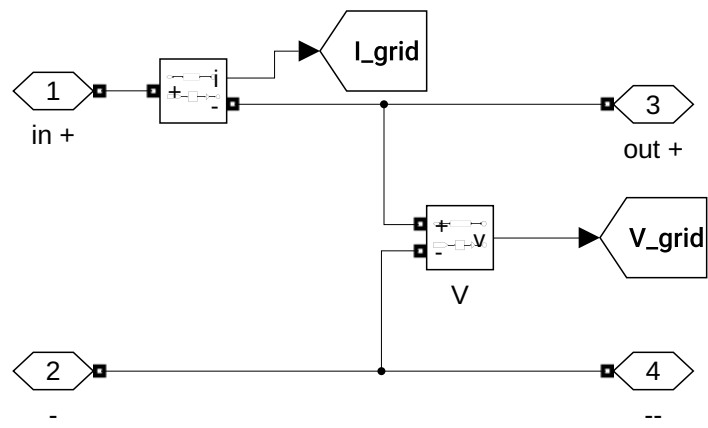 I_grid
1
i
+
-
3
in +
out +
+
v
-
V_grid
V
2
4
-
--